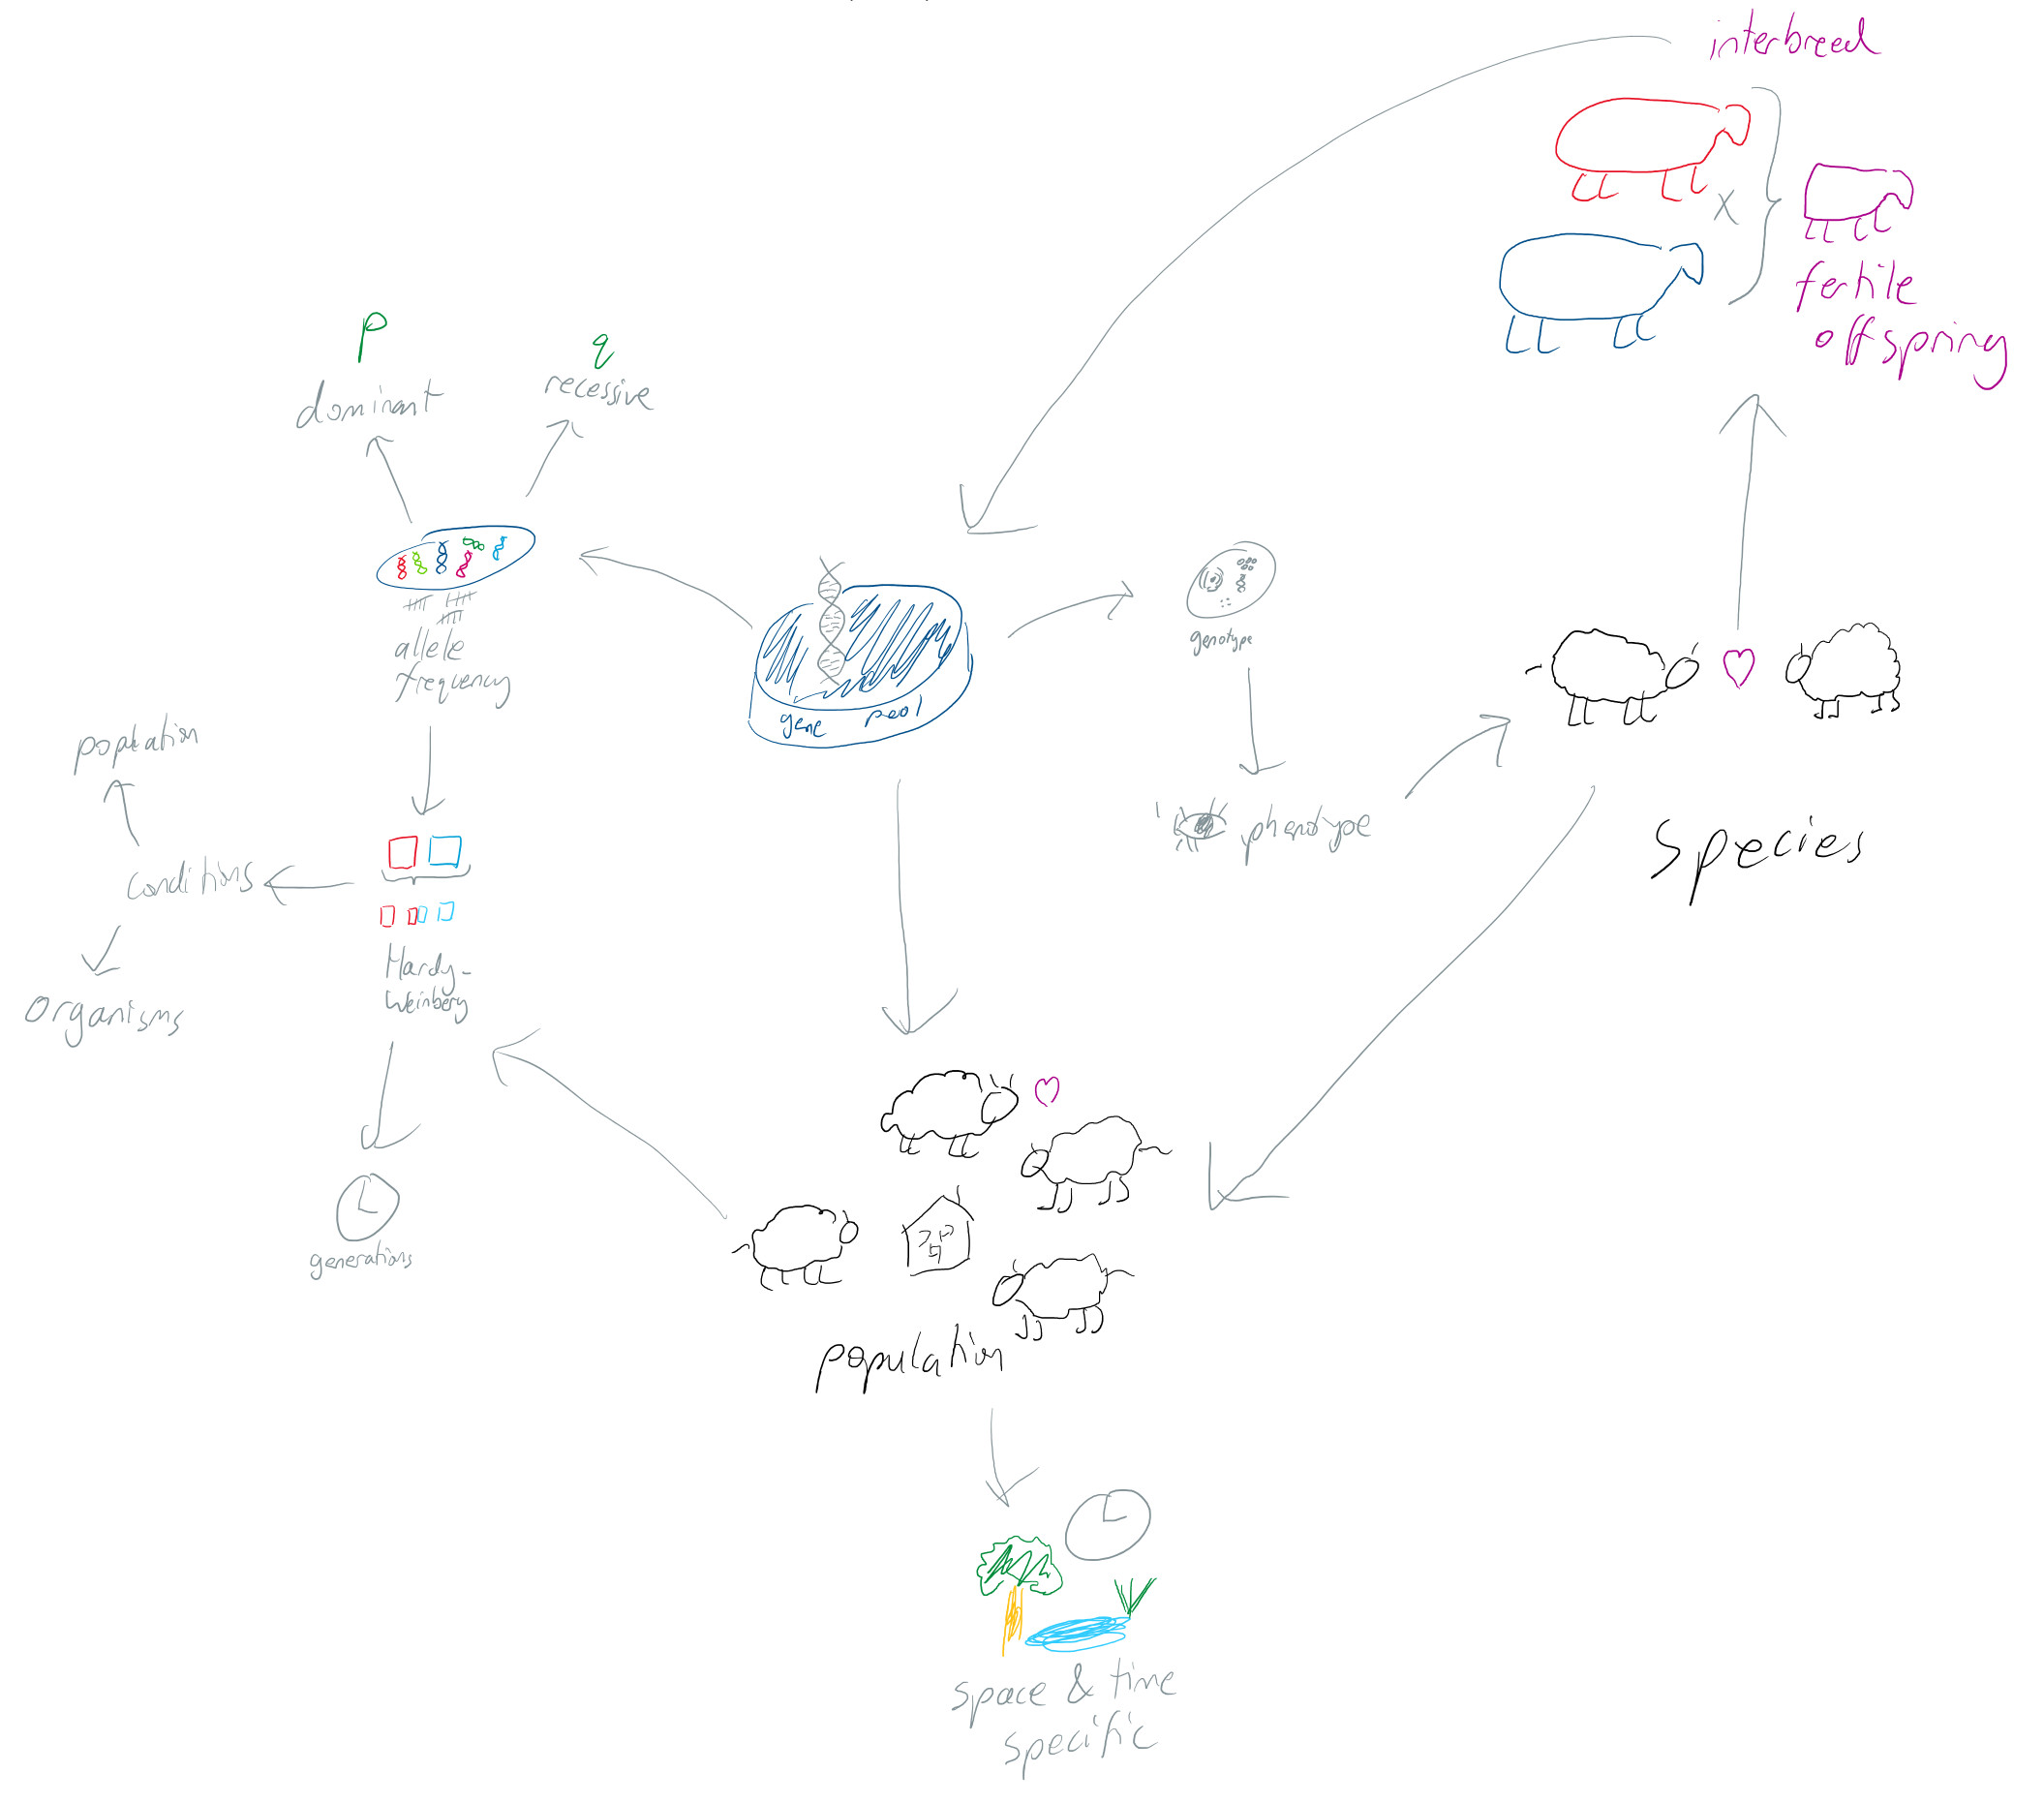 interbreed
fertile
offspring
p
q
dominant
recessive
allele
frequency
gene pool
genotype
phenotype
Species
population
conditions
organisms
Hardy-
Weinberg
generations
population
space & time
specific